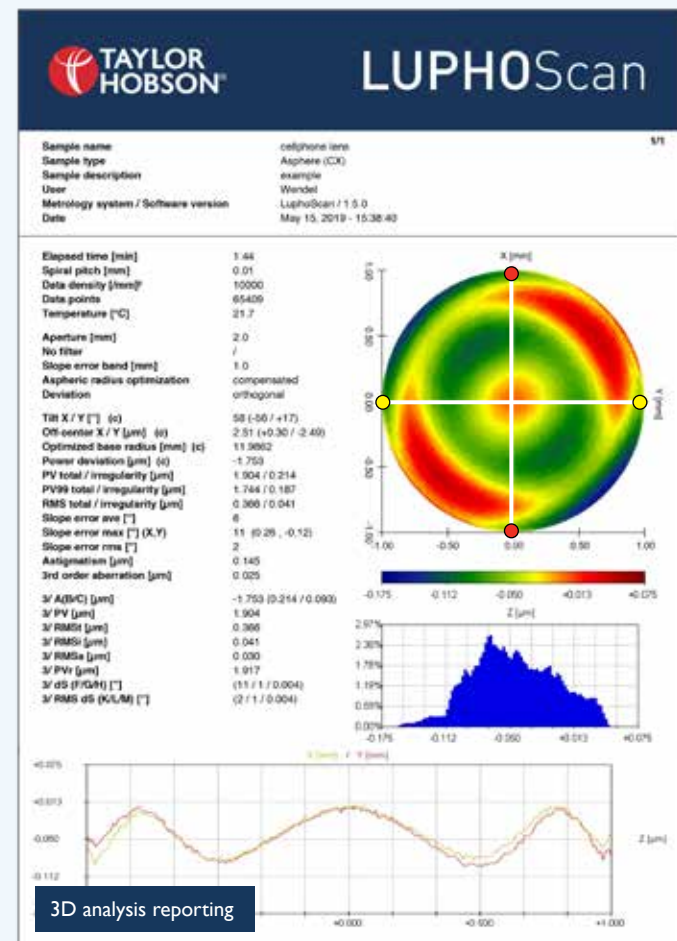 TAYLOR
HOBSON®
LUPHOScan
Sample name cellphone lens 1/1
Sample type Asphere (CX)
Sample description example
User Wendel
Metrology system / Software version LuphoScan / 1.5.0
Date May 15, 2019 - 15:38:40
Elapsed time [min] 1.44
Spiral pitch [mm] 0.01
Data density [/mm]² 10000
Data points 65409
Temperature [°C] 21.7
Aperture [mm] 2.0
No filter /
Slope error band [mm] 1.0
Aspheric radius optimization compensated
Deviation orthogonal
Tilt X / Y ["] (c) 58 (-56 / +17)
Off-center X / Y [µm] (c) 2.51 (+0.30 / -2.49)
Optimized base radius [mm] (c) 11.9862
Power deviation [µm] (c) -1.753
PV total / irregularity [µm] 1.904 / 0.214
PV99 total / irregularity [µm] 1.744 / 0.187
RMS total / irregularity [µm] 0.366 / 0.041
Slope error ave ["] 6
Slope error max ["] (X,Y) 11 (0.26 , -0.12)
Slope error rms ["] 2
Astigmatism [µm] 0.145
3rd order aberration [µm] 0.025
3/ A(B/C) [µm] -1.753 (0.214 / 0.093)
3/ PV [µm] 1.904
3/ RMSt [µm] 0.366
3/ RMSi [µm] 0.041
3/ RMSa [µm] 0.030
3/ PVr [µm] 1.917
3/ dS (F/G/H) ["] (11 / 1 / 0.004)
3/ RMS dS (K/L/M) ["] (2 / 1 / 0.004)
X [mm]
1.00
0.50
0.00
-0.50
-1.00
Y [mm]
-1.00 -0.50 0.00 0.50 1.00
-0.175 -0.112 -0.050 +0.013 +0.075
Z [µm]
2.97%
2.38%
1.78%
1.19%
0.59%
0.00%
-0.175 -0.112 -0.050 +0.013 +0.075
X [mm] / Y [mm]
+0.075
+0.013
-0.050
-0.112
Z [µm]
+0.000 +0.500 +1.000
3D analysis reporting